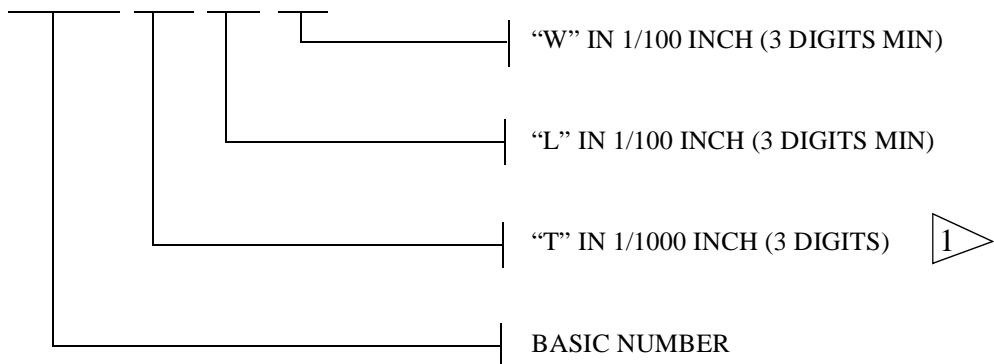 “W” IN 1/100 INCH (3 DIGITS MIN)
“L” IN 1/100 INCH (3 DIGITS MIN)
“T” IN 1/1000 INCH (3 DIGITS) 1
BASIC NUMBER